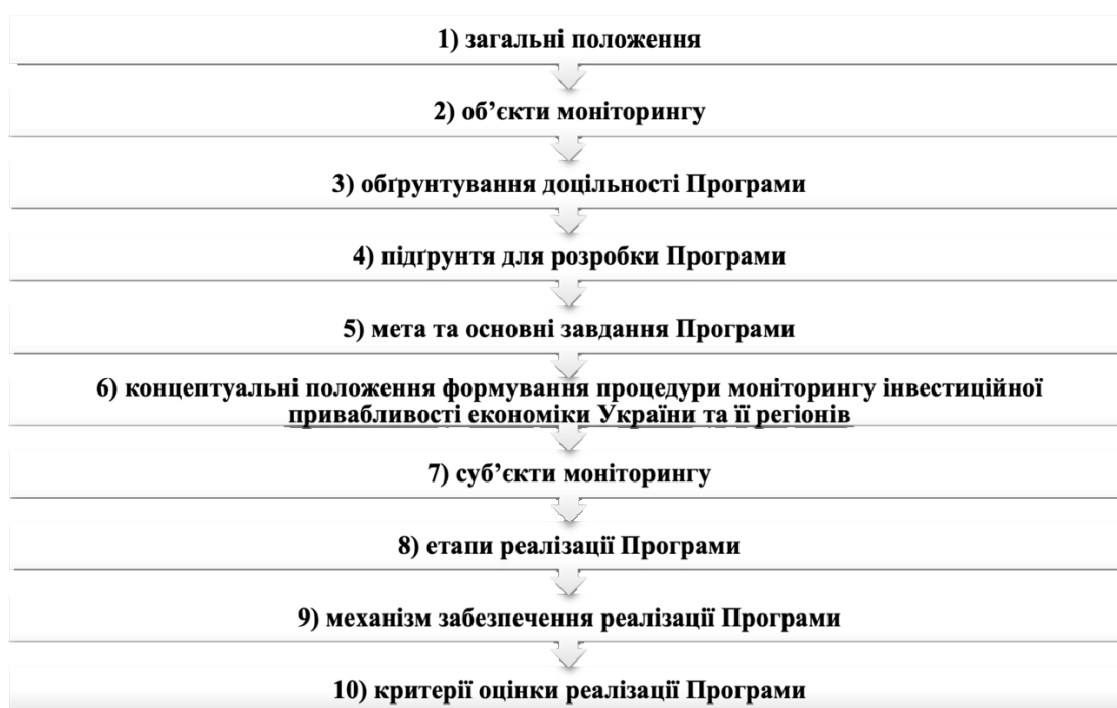 1) загальні положення
2) об’єкти моніторингу
3) обґрунтування доцільності Програми
4) підґрунтя для розробки Програми
5) мета та основні завдання Програми
6) концептуальні положення формування процедури моніторингу інвестиційної
привабливості економіки України та її регіонів
7) суб’єкти моніторингу
8) етапи реалізації Програми
9) механізм забезпечення реалізації Програми
10) критерії оцінки реалізації Програми